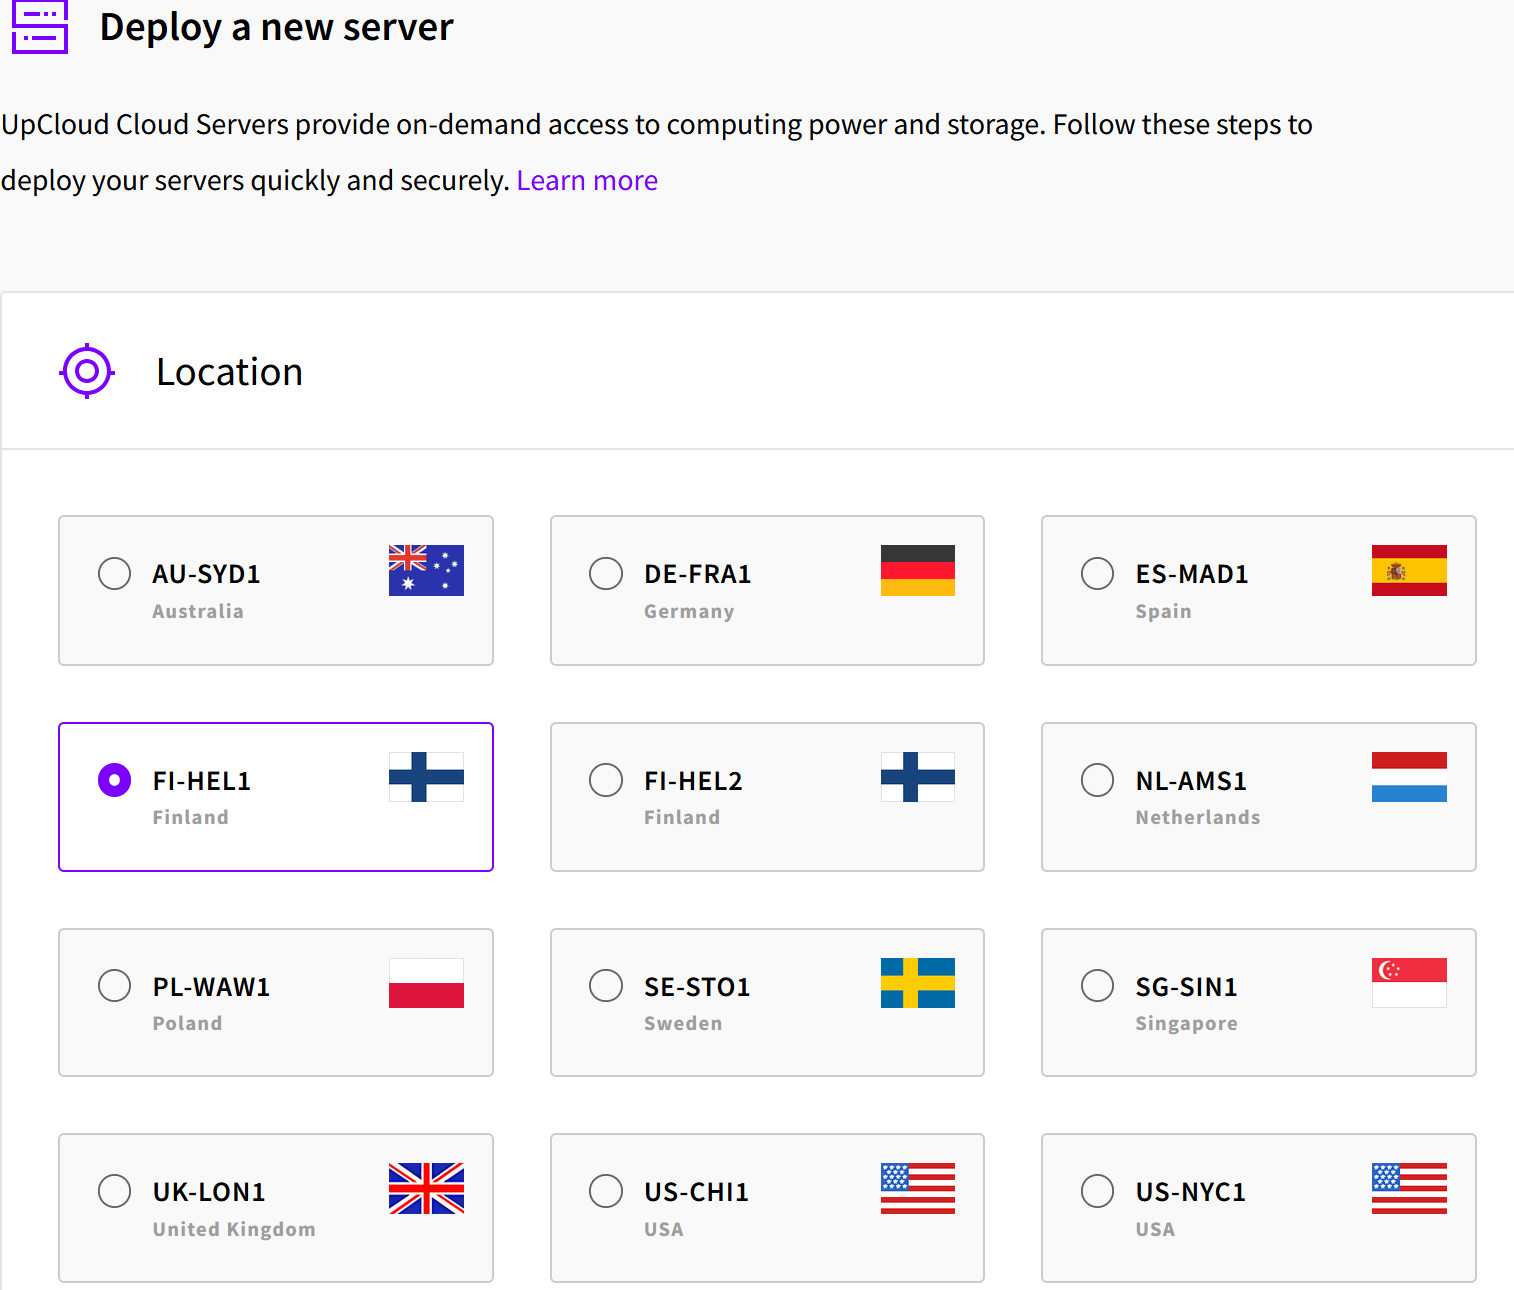 Deploy a new server
UpCloud Cloud Servers provide on-demand access to computing power and storage. Follow these steps to
deploy your servers quickly and securely. Learn more
Location
AU-SYD1
Australia
DE-FRA1
Germany
ES-MAD1
Spain
FI-HEL1
Finland
FI-HEL2
Finland
NL-AMS1
Netherlands
PL-WAW1
Poland
SE-STO1
Sweden
SG-SIN1
Singapore
UK-LON1
United Kingdom
US-CHI1
USA
US-NYC1
USA